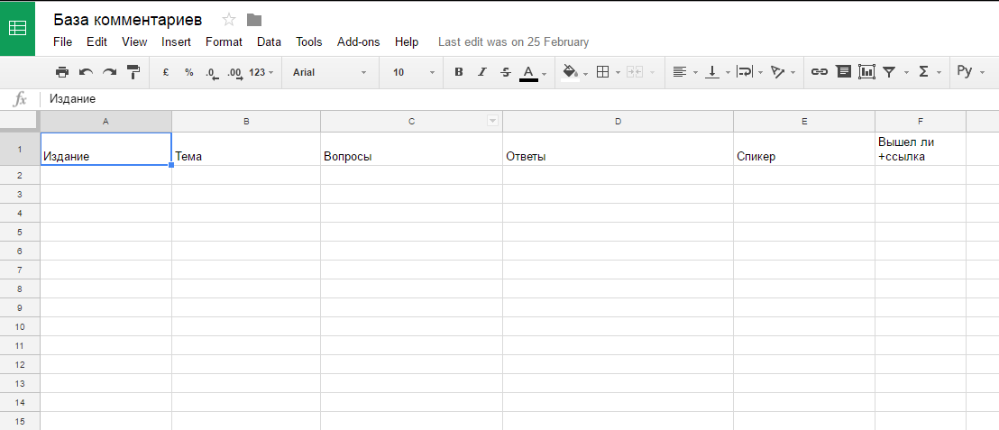 База комментариев
File Edit View Insert Format Data Tools Add-ons Help Last edit was on 25 February
£ % .0 .00 123 Arial 10 B I S A Σ Ру
fx Издание
A B C D E F
1 Издание Тема Вопросы Ответы Спикер Вышел ли
+ссылка
2
3
4
5
6
7
8
9
10
11
12
13
14
15